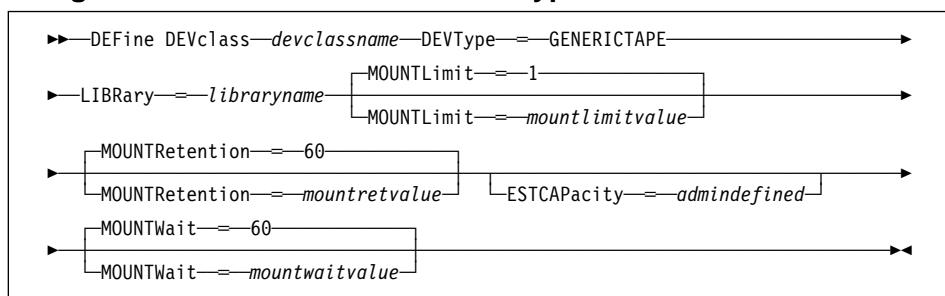 DEFine DEVclass devclassname DEVType = GENERICTAPE
MOUNTLimit = 1
LIBRary = libraryname
MOUNTLimit = mountlimitvalue
MOUNTRetention = 60
MOUNTRetention = mountretvalue
ESTCAPacity = admindefined
MOUNTWait = 60
MOUNTWait = mountwaitvalue